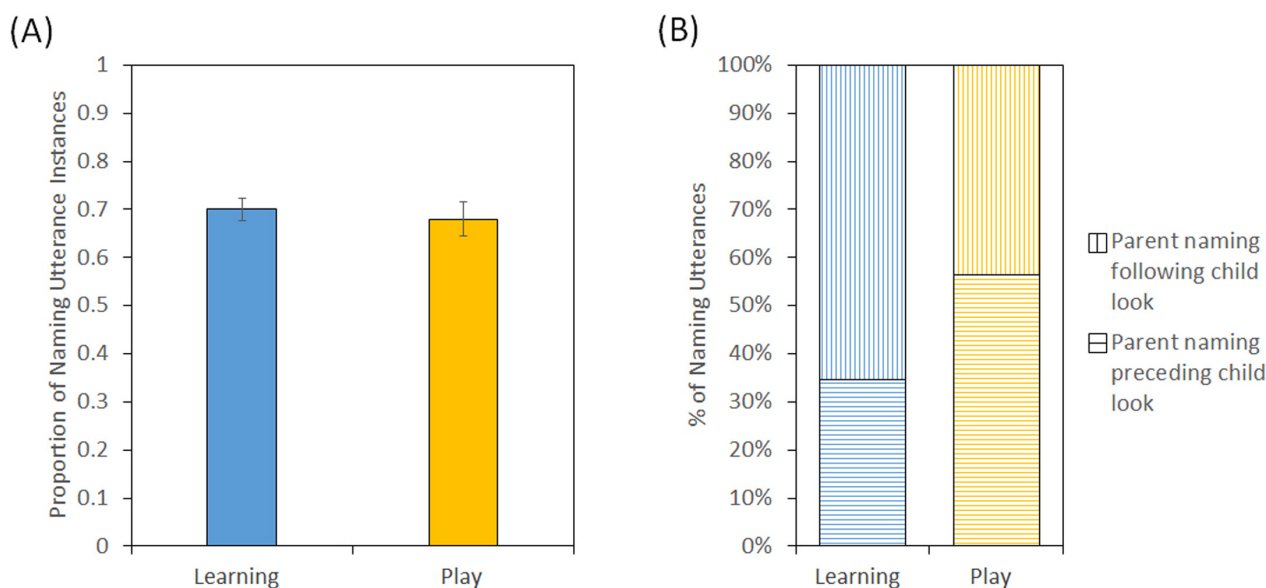 (A)
Proportion of Naming Utterance Instances
1
0.9
0.8
0.7
0.6
0.5
0.4
0.3
0.2
0.1
0
Learning
Play
(B)
% of Naming Utterances
100%
90%
80%
70%
60%
50%
40%
30%
20%
10%
0%
Learning
Play
Parent naming
following child
look
Parent naming
preceding child
look